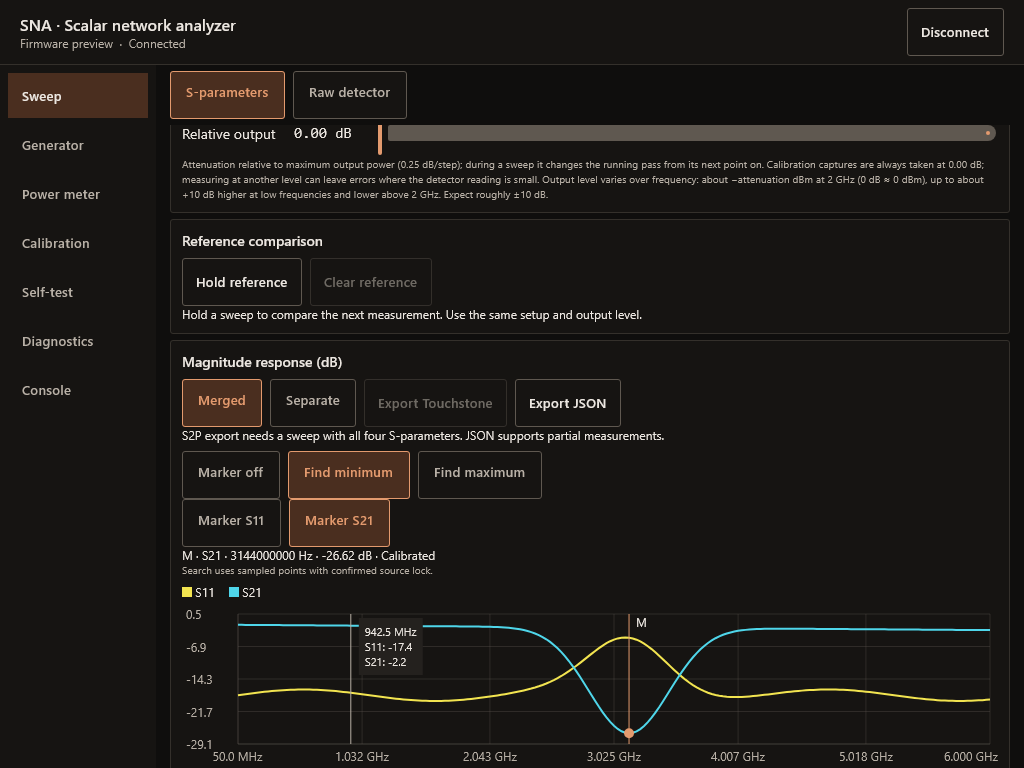 SNA · Scalar network analyzer
Firmware preview · Connected
Disconnect
Sweep
Generator
Power meter
Calibration
Self-test
Diagnostics
Console
S-parameters
Raw detector
Relative output 0.00 dB
Attenuation relative to maximum output power (0.25 dB/step); during a sweep it changes the running pass from its next point on. Calibration captures are always taken at 0.00 dB;
measuring at another level can leave errors where the detector reading is small. Output level varies over frequency: about −attenuation dBm at 2 GHz (0 dB ≈ 0 dBm), up to about
+10 dB higher at low frequencies and lower above 2 GHz. Expect roughly ±10 dB.
Reference comparison
Hold reference
Clear reference
Hold a sweep to compare the next measurement. Use the same setup and output level.
Magnitude response (dB)
Merged
Separate
Export Touchstone
Export JSON
S2P export needs a sweep with all four S-parameters. JSON supports partial measurements.
Marker off
Find minimum
Find maximum
Marker S11
Marker S21
M · S21 · 3144000000 Hz · -26.62 dB · Calibrated
Search uses sampled points with confirmed source lock.
S11
S21
0.5
-6.9
-14.3
-21.7
-29.1
M
942.5 MHz
S11: -17.4
S21: -2.2
50.0 MHz
1.032 GHz
2.043 GHz
3.025 GHz
4.007 GHz
5.018 GHz
6.000 GHz